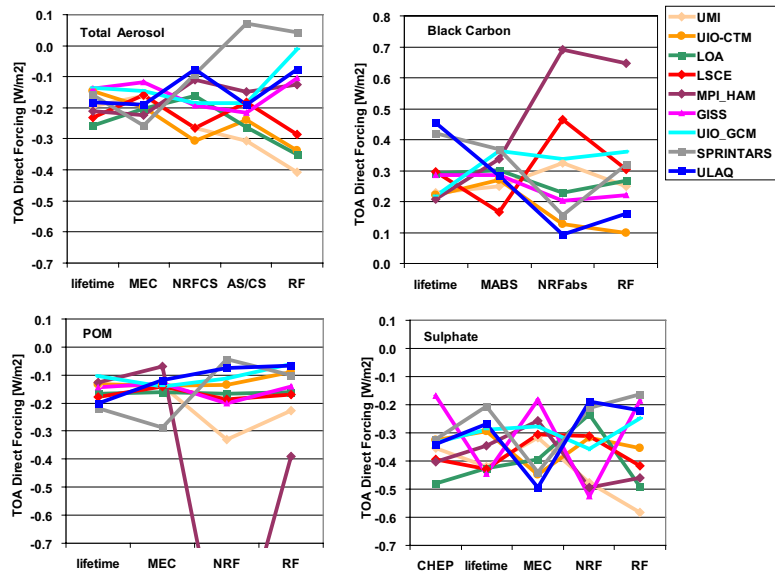 Total Aerosol
TOA Direct Forcing [W/m2]
0.1
0.0
-0.1
-0.2
-0.3
-0.4
-0.5
-0.6
-0.7
lifetime MEC NRFCS AS/CS RF
Black Carbon
TOA Direct Forcing [W/m2]
0.8
0.7
0.6
0.5
0.4
0.3
0.2
0.1
0.0
lifetime MABS NRFabs RF
UMI
UIO-CTM
LOA
LSCE
MPI_HAM
GISS
UIO_GCM
SPRINTARS
ULAQ
POM
TOA Direct Forcing [W/m2]
0.1
0.0
-0.1
-0.2
-0.3
-0.4
-0.5
-0.6
-0.7
lifetime MEC NRF RF
Sulphate
TOA Direct Forcing [W/m2]
0.1
0.0
-0.1
-0.2
-0.3
-0.4
-0.5
-0.6
-0.7
CHEP lifetime MEC NRF RF